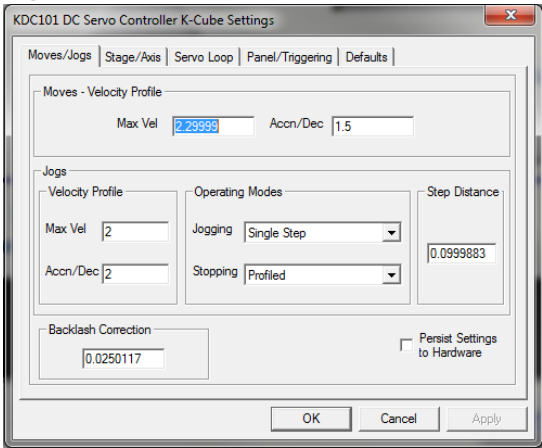 KDC101 DC Servo Controller K-Cube Settings
Moves/Jogs Stage/Axis Servo Loop Panel/Triggering Defaults
Moves - Velocity Profile
Max Vel 2.29999 Accn/Dec 1.5
Jogs
Velocity Profile Operating Modes Step Distance
Max Vel 2 Jogging Single Step
0.0999883
Accn/Dec 2 Stopping Profiled
Backlash Correction
0.0250117
Persist Settings
to Hardware
OK Cancel Apply